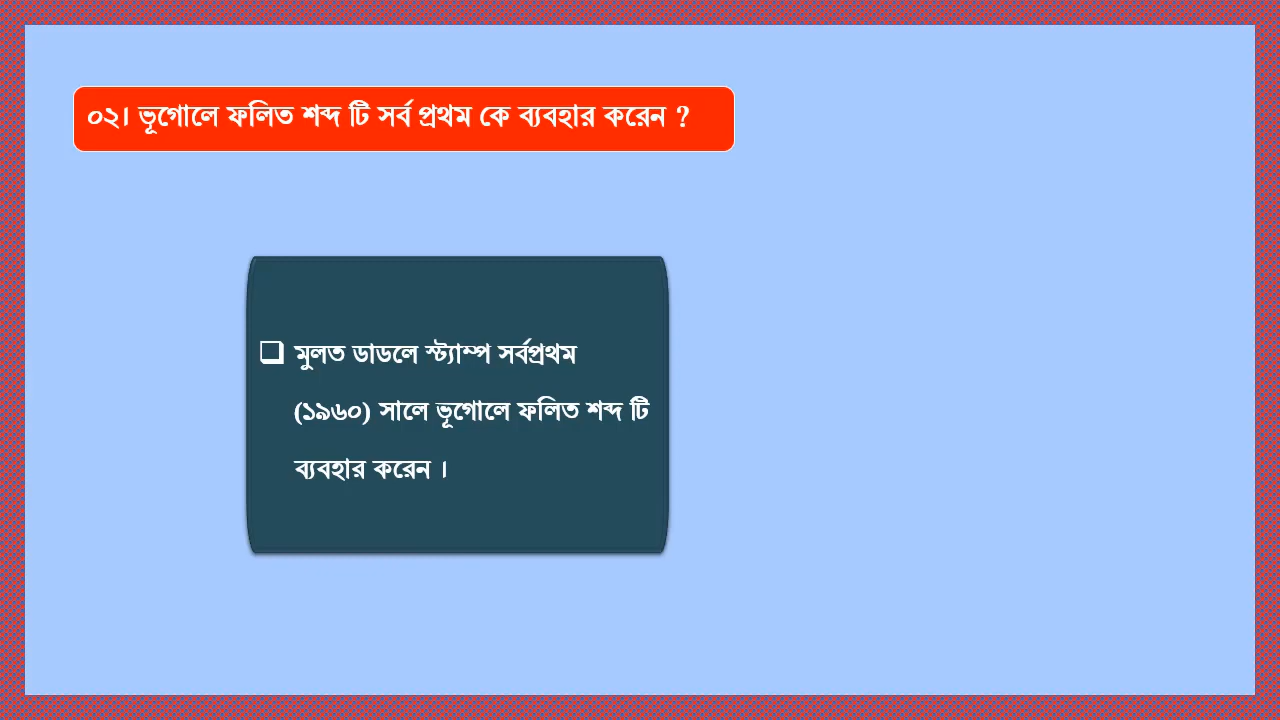 ০২। ভূগোলে ফলিত শব্দ টি সর্ব প্রথম কে ব্যবহার করেন ?
❑ মুলত ডাডলে স্ট্যাম্প সর্বপ্রথম
(১৯৬০) সালে ভূগোলে ফলিত শব্দ টি
ব্যবহার করেন ।